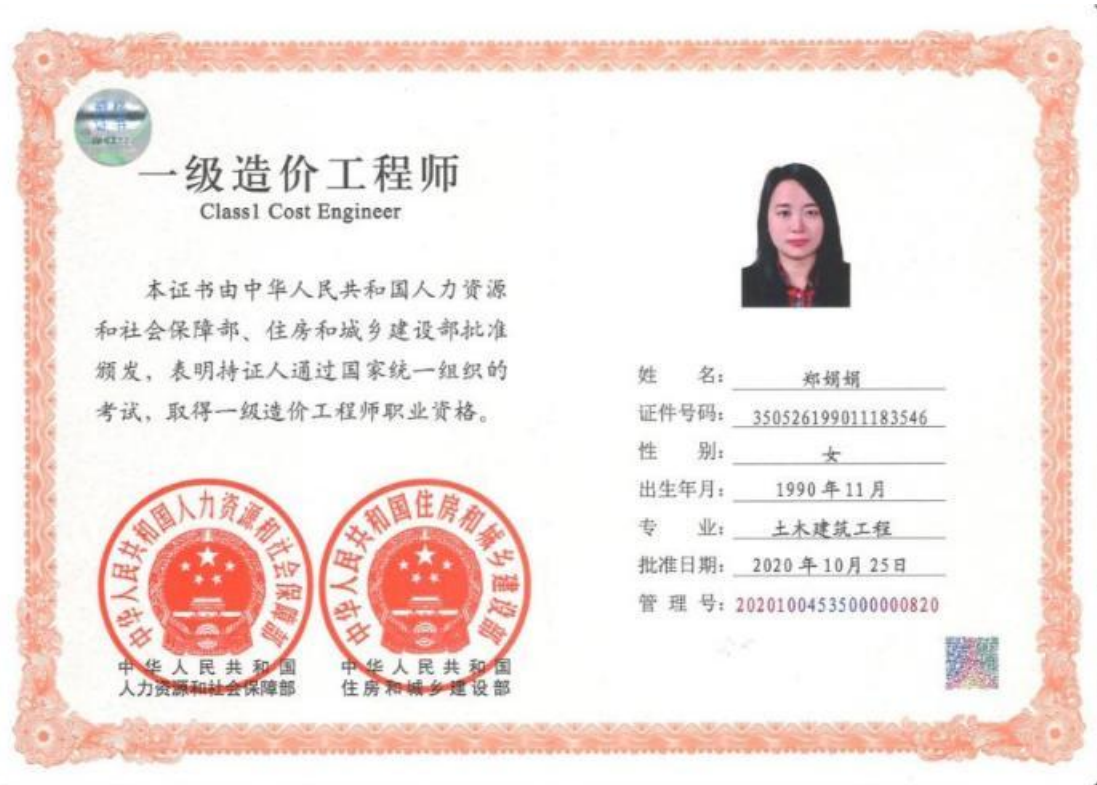 一级造价工程师
Class1 Cost Engineer
本证书由中华人民共和国人力资源
和社会保障部、住房和城乡建设部批准
颁发，表明持证人通过国家统一组织的
考试，取得一级造价工程师职业资格。
中华人民共和国人力资源和社会保障部
中华人民共和国住房和城乡建设部
中华人民共和国
人力资源和社会保障部
中华人民共和国
住房和城乡建设部
姓 名：郑娟娟
证件号码：350526199011183546
性 别：女
出生年月：1990年11月
专 业：土木建筑工程
批准日期：2020年10月25日
管 理 号：20201004535000000820